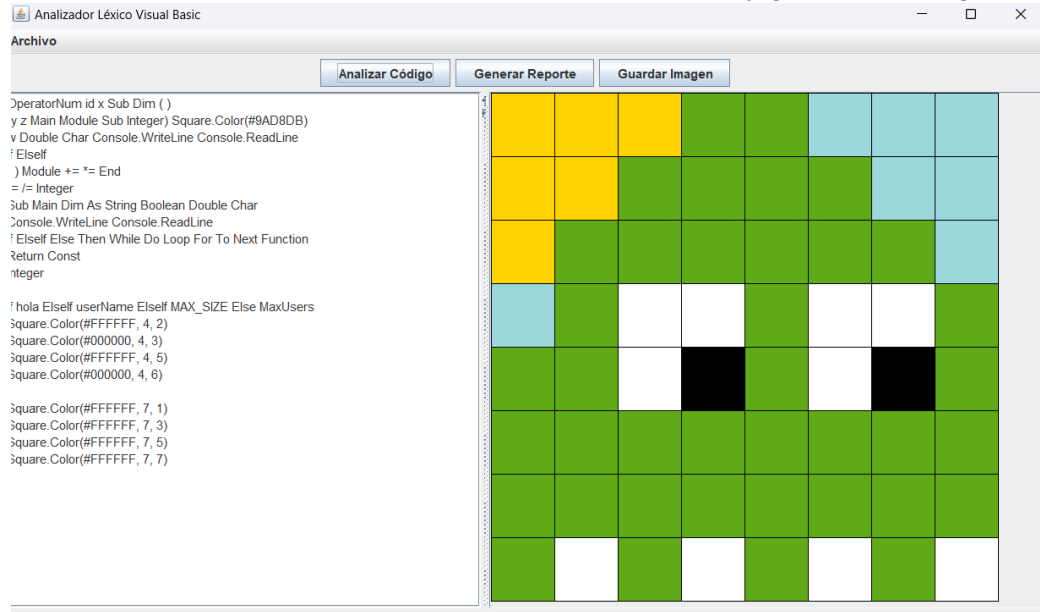 Analizador Léxico Visual Basic
Archivo
Analizar Código Generar Reporte Guardar Imagen
OperatorNum id x Sub Dim ( )
y z Main Module Sub Integer) Square.Color(#9AD8DB)
Double Char Console.WriteLine Console.ReadLine
ElseIf
) Module += *= End
= /= Integer
Sub Main Dim As String Boolean Double Char
Console.WriteLine Console.ReadLine
ElseIf Else Then While Do Loop For To Next Function
Return Const
Integer
hola ElseIf userName ElseIf MAX_SIZE Else MaxUsers
Square.Color(#FFFFFF, 4, 2)
Square.Color(#000000, 4, 3)
Square.Color(#FFFFFF, 4, 5)
Square.Color(#000000, 4, 6)
Square.Color(#FFFFFF, 7, 1)
Square.Color(#FFFFFF, 7, 3)
Square.Color(#FFFFFF, 7, 5)
Square.Color(#FFFFFF, 7, 7)